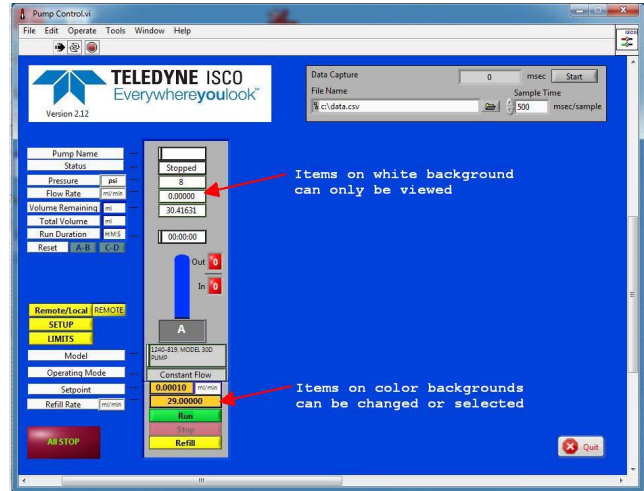 Pump Control.vi
File Edit Operate Tools Window Help
ISCO
TELEDYNE ISCO
Everywhereyoulook™
Version 2.12
Data Capture
0 msec Start
File Name
Sample Time
c:\data.csv
500 msec/sample
Pump Name
Status
Stopped
Pressure psi
8
Flow Rate ml/min
0.00000
Volume Remaining ml
30.41631
Total Volume ml
Run Duration H:M:S
00:00:00
Reset A-B C-D
Items on white background
can only be viewed
Out 0
In 0
Remote/Local REMOTE
SETUP
LIMITS
A
Model
1240-819, MODEL 30D
PUMP
Operating Mode
Constant Flow
Setpoint
0.00010 ml/min
Refill Rate ml/min
29.00000
Items on color backgrounds
can be changed or selected
Run
Stop
Refill
All STOP
Quit